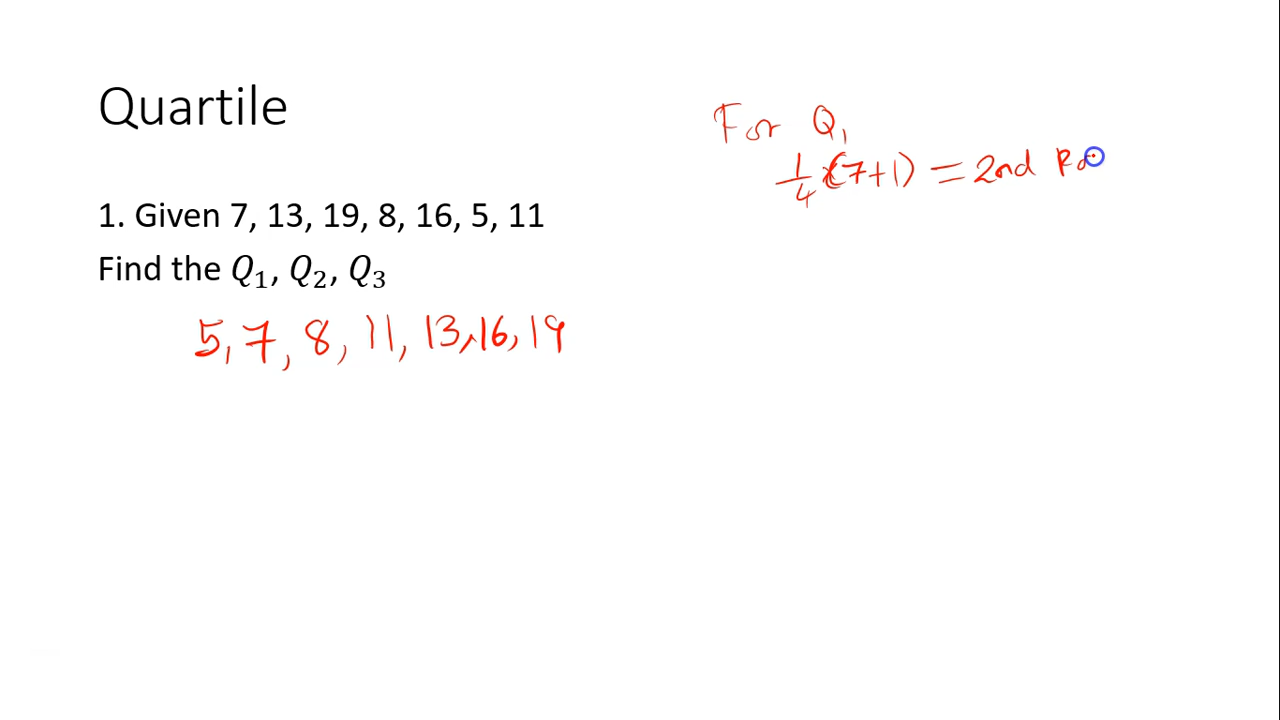 Quartile
1. Given 7, 13, 19, 8, 16, 5, 11
Find the Q₁, Q₂, Q₃
5, 7, 8, 11, 13, 16, 19
For Q₁
1/4 x (7+1) = 2nd